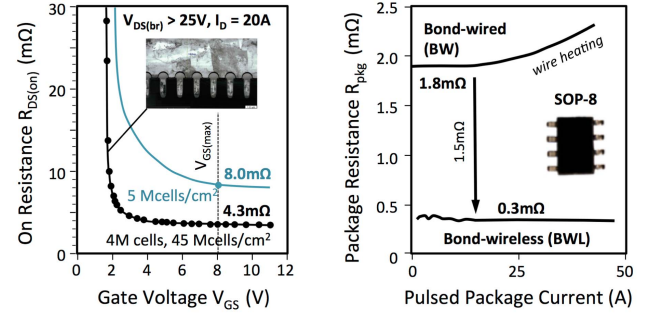 V_DS(br) > 25V, I_D = 20A
On Resistance R_DS(on) (mΩ)
30
20
10
0
V_GS(max)
8.0mΩ
5 Mcells/cm²
4.3mΩ
4M cells, 45 Mcells/cm²
0 2 4 6 8 10 12
Gate Voltage V_GS (V)
Package Resistance R_pkg (mΩ)
2.5
2.0
1.5
1.0
0.5
0
Bond-wired
(BW)
wire heating
1.8mΩ
SOP-8
1.5mΩ
0.3mΩ
Bond-wireless (BWL)
0 25 50
Pulsed Package Current (A)